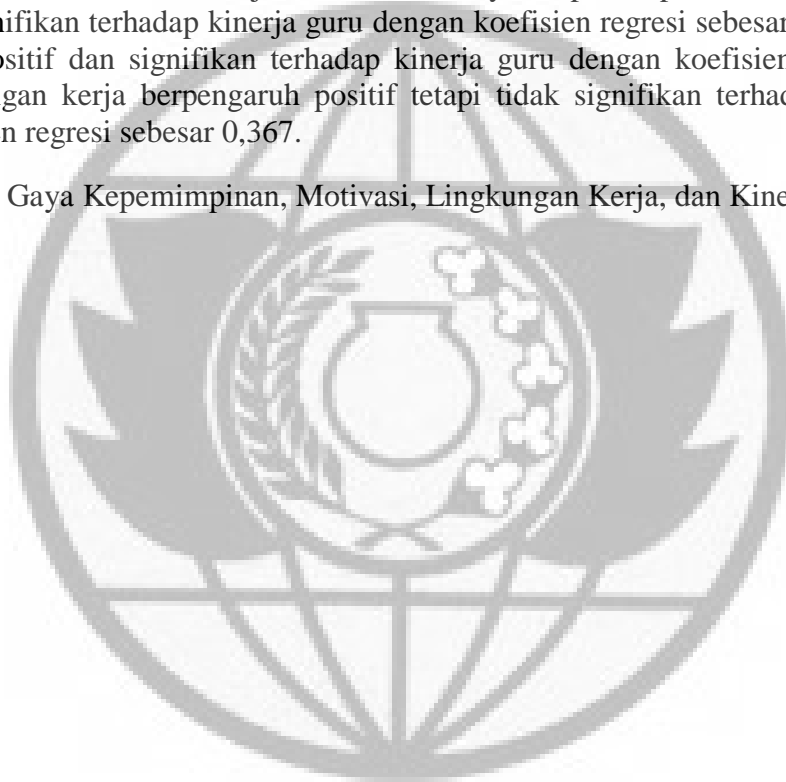 nifikan terhadap kinerja guru dengan koefisien regresi sebesar
ositif dan signifikan terhadap kinerja guru dengan koefisien
gan kerja berpengaruh positif tetapi tidak signifikan terhad
n regresi sebesar 0,367.
Gaya Kepemimpinan, Motivasi, Lingkungan Kerja, dan Kine